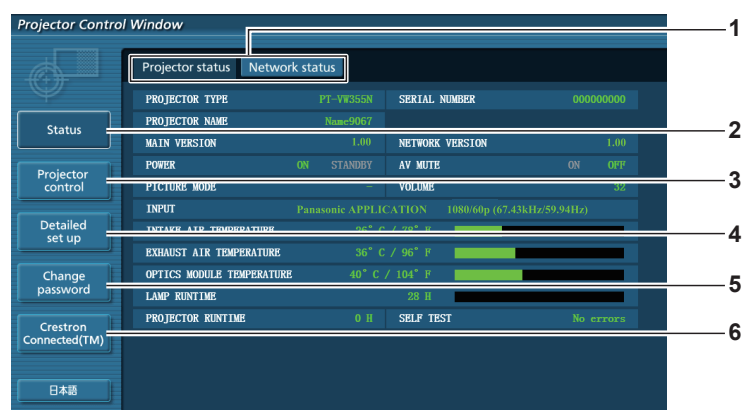 Projector Control Window
1
Projector status Network status
PROJECTOR TYPE PT-VW355N SERIAL NUMBER 000000000
Status
PROJECTOR NAME Name9067
2
MAIN VERSION 1.00 NETWORK VERSION 1.00
POWER ON STANDBY AV MUTE ON OFF
Projector
control
3
PICTURE MODE - VOLUME 32
INPUT Panasonic APPLICATION 1080/60p (67.43kHz/59.94Hz)
Detailed
set up
4
INTAKE AIR TEMPERATURE
EXHAUST AIR TEMPERATURE 36° C / 96° F
Change
password
5
OPTICS MODULE TEMPERATURE 40° C / 104° F
LAMP RUNTIME 28 H
Crestron
Connected(TM)
6
PROJECTOR RUNTIME 0 H SELF TEST No errors
日本語